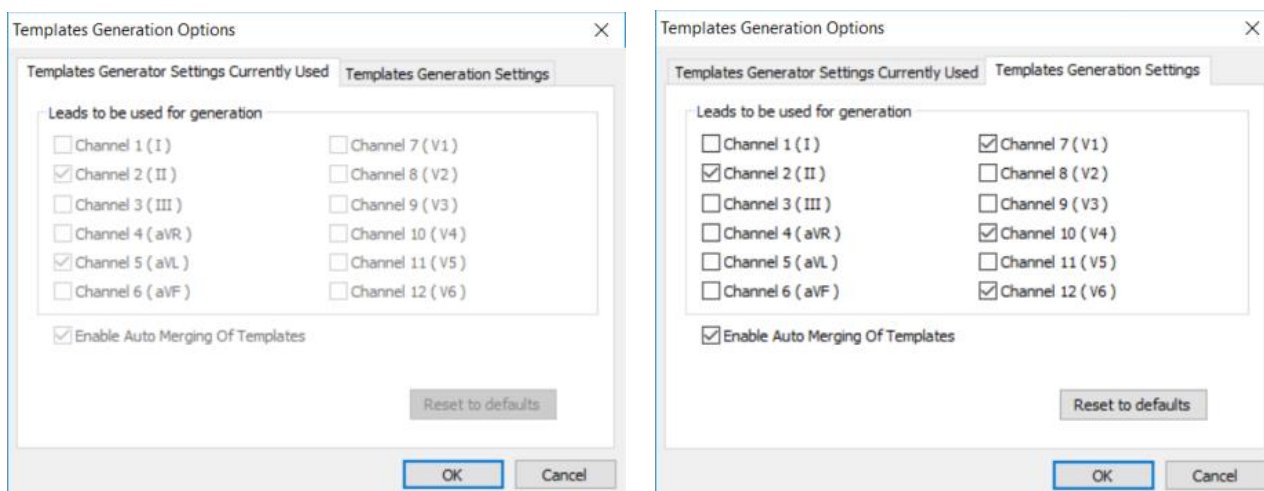 Templates Generation Options
Templates Generator Settings Currently Used
Templates Generation Settings
Leads to be used for generation
Channel 1 ( I )
Channel 7 ( V1 )
Channel 2 ( II )
Channel 8 ( V2 )
Channel 3 ( III )
Channel 9 ( V3 )
Channel 4 ( aVR )
Channel 10 ( V4 )
Channel 5 ( aVL )
Channel 11 ( V5 )
Channel 6 ( aVF )
Channel 12 ( V6 )
Enable Auto Merging Of Templates
Reset to defaults
OK
Cancel
Templates Generation Options
Templates Generator Settings Currently Used
Templates Generation Settings
Leads to be used for generation
Channel 1 ( I )
Channel 7 ( V1 )
Channel 2 ( II )
Channel 8 ( V2 )
Channel 3 ( III )
Channel 9 ( V3 )
Channel 4 ( aVR )
Channel 10 ( V4 )
Channel 5 ( aVL )
Channel 11 ( V5 )
Channel 6 ( aVF )
Channel 12 ( V6 )
Enable Auto Merging Of Templates
Reset to defaults
OK
Cancel